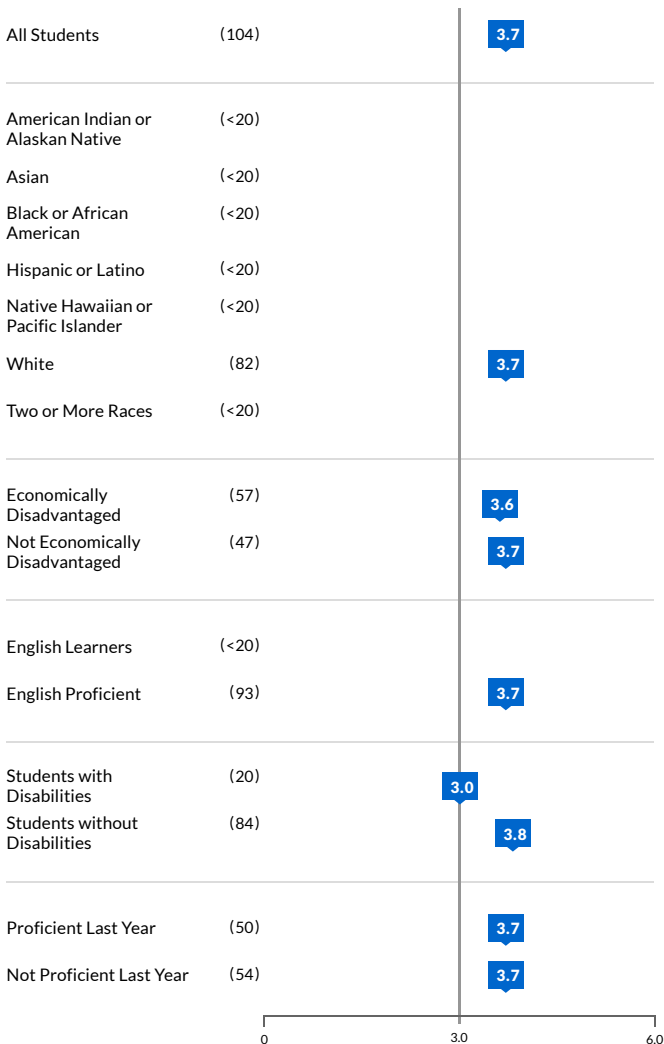 All Students (104) 3.7
American Indian or (<20)
Alaskan Native
Asian (<20)
Black or African (<20)
American
Hispanic or Latino (<20)
Native Hawaiian or (<20)
Pacific Islander
White (82) 3.7
Two or More Races (<20)
Economically (57) 3.6
Disadvantaged
Not Economically (47) 3.7
Disadvantaged
English Learners (<20)
English Proficient (93) 3.7
Students with (20) 3.0
Disabilities
Students without (84) 3.8
Disabilities
Proficient Last Year (50) 3.7
Not Proficient Last Year (54) 3.7
0 3.0 6.0